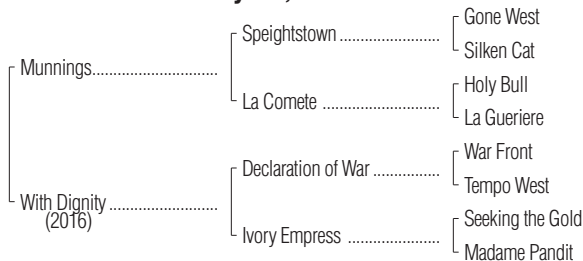 Gone West
Speightstown
Silken Cat
Munnings
Holy Bull
La Comete
La Gueriere
War Front
Declaration of War
Tempo West
With Dignity
(2016)
Seeking the Gold
Ivory Empress
Madame Pandit